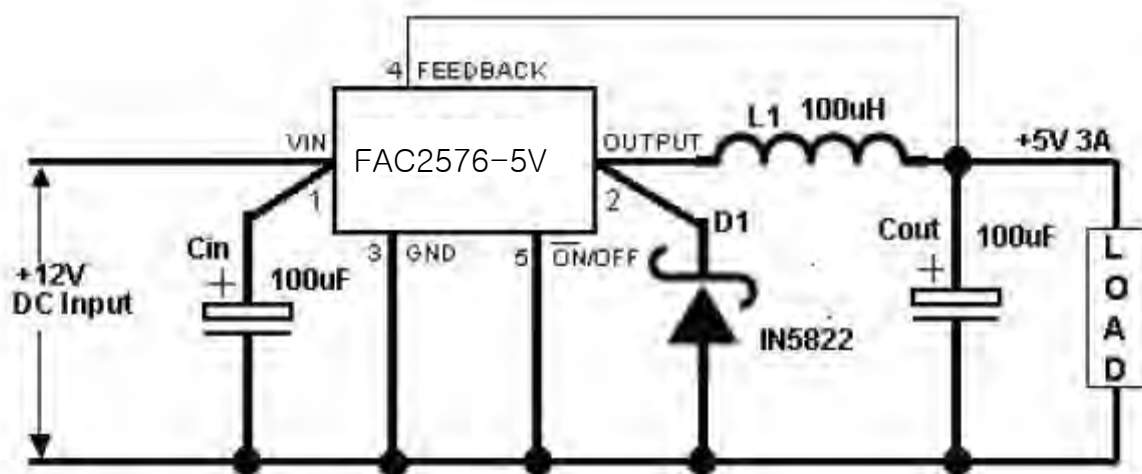 4 FEEDBACK
VIN
FAC2576-5V
OUTPUT
L1 100uH
+5V 3A
1
2
D1
Cin
+
100uF
3 GND
5 ON/OFF
Cout
+
100uF
+12V
DC Input
IN5822
LOAD